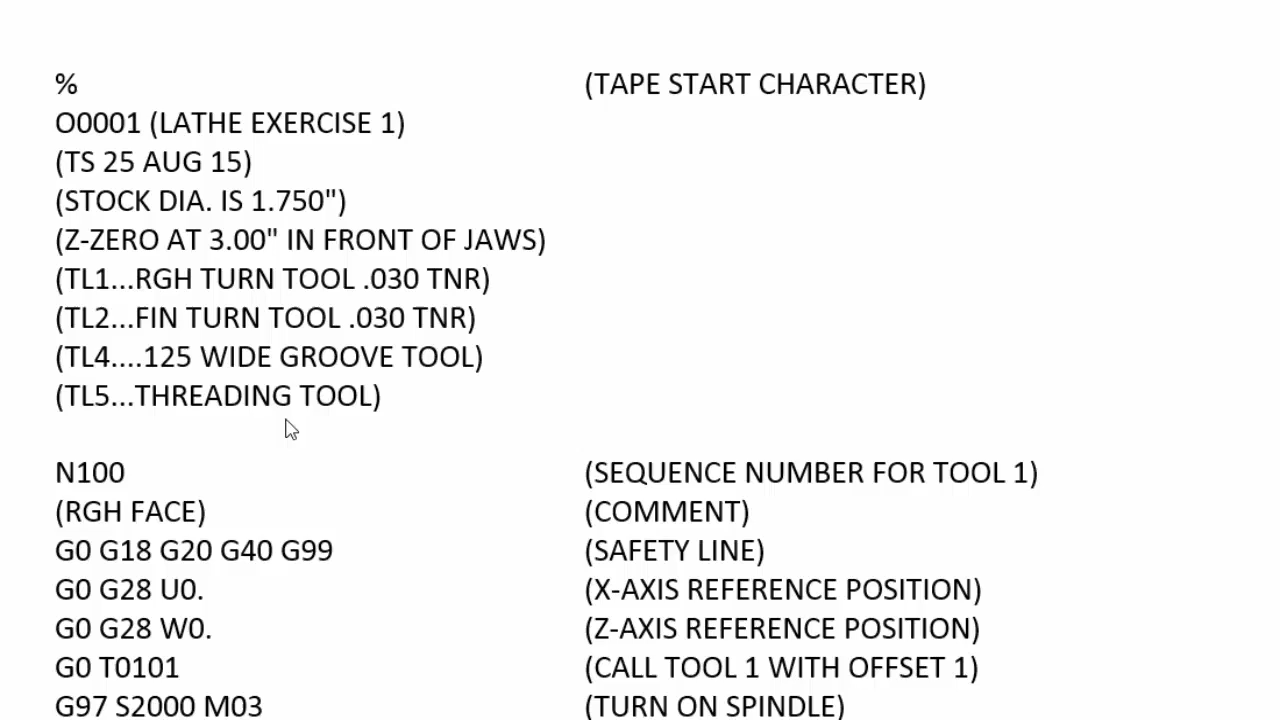 % (TAPE START CHARACTER)
O0001 (LATHE EXERCISE 1)
(TS 25 AUG 15)
(STOCK DIA. IS 1.750")
(Z-ZERO AT 3.00" IN FRONT OF JAWS)
(TL1...RGH TURN TOOL .030 TNR)
(TL2...FIN TURN TOOL .030 TNR)
(TL4....125 WIDE GROOVE TOOL)
(TL5...THREADING TOOL)
N100 (SEQUENCE NUMBER FOR TOOL 1)
(RGH FACE) (COMMENT)
G0 G18 G20 G40 G99 (SAFETY LINE)
G0 G28 U0. (X-AXIS REFERENCE POSITION)
G0 G28 W0. (Z-AXIS REFERENCE POSITION)
G0 T0101 (CALL TOOL 1 WITH OFFSET 1)
G97 S2000 M03 (TURN ON SPINDLE)